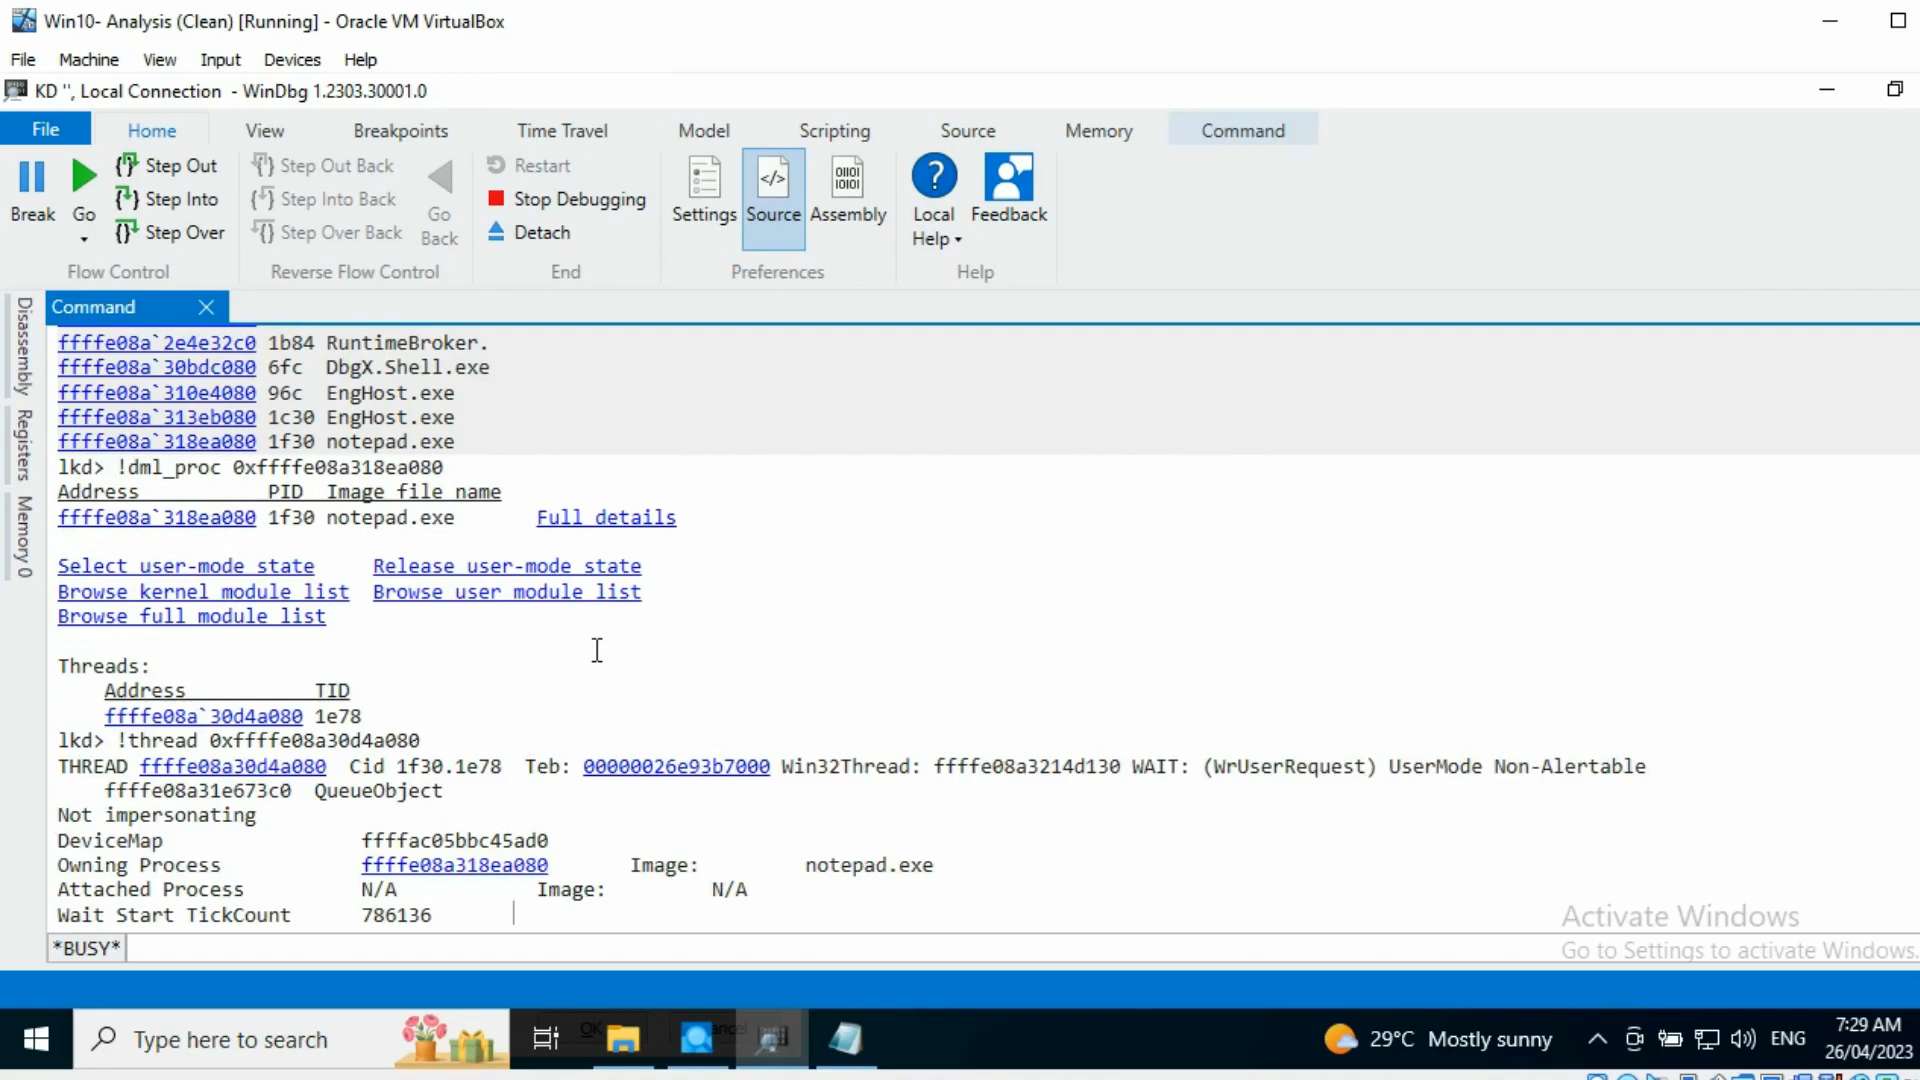 Win10- Analysis (Clean) [Running] - Oracle VM VirtualBox
File Machine View Input Devices Help
KD '', Local Connection - WinDbg 1.2303.30001.0
File Home View Breakpoints Time Travel Model Scripting Source Memory Command
Break
Go
Step Out
Step Into
Step Over
Flow Control
Step Out Back
Step Into Back
Step Over Back
Go Back
Reverse Flow Control
Restart
Stop Debugging
Detach
End
Settings Source Assembly
Preferences
Local Help
Feedback
Help
Disassembly
Registers
Memory 0
Command
ffffe08a`2e4e32c0 1b84 RuntimeBroker.
ffffe08a`30bdc080 6fc DbgX.Shell.exe
ffffe08a`310e4080 96c EngHost.exe
ffffe08a`313eb080 1c30 EngHost.exe
ffffe08a`318ea080 1f30 notepad.exe
lkd> !dml_proc 0xffffe08a318ea080
Address PID Image file name
ffffe08a`318ea080 1f30 notepad.exe Full details
Select user-mode state Release user-mode state
Browse kernel module list Browse user module list
Browse full module list
Threads:
Address TID
ffffe08a`30d4a080 1e78
lkd> !thread 0xffffe08a30d4a080
THREAD ffffe08a30d4a080 Cid 1f30.1e78 Teb: 00000026e93b7000 Win32Thread: ffffe08a3214d130 WAIT: (WrUserRequest) UserMode Non-Alertable
ffffe08a31e673c0 QueueObject
Not impersonating
DeviceMap ffffac05bbc45ad0
Owning Process ffffe08a318ea080 Image: notepad.exe
Attached Process N/A Image: N/A
Wait Start TickCount 786136
*BUSY*
Activate Windows
Go to Settings to activate Windows.
Type here to search
OK
29°C Mostly sunny
ENG
7:29 AM
26/04/2023